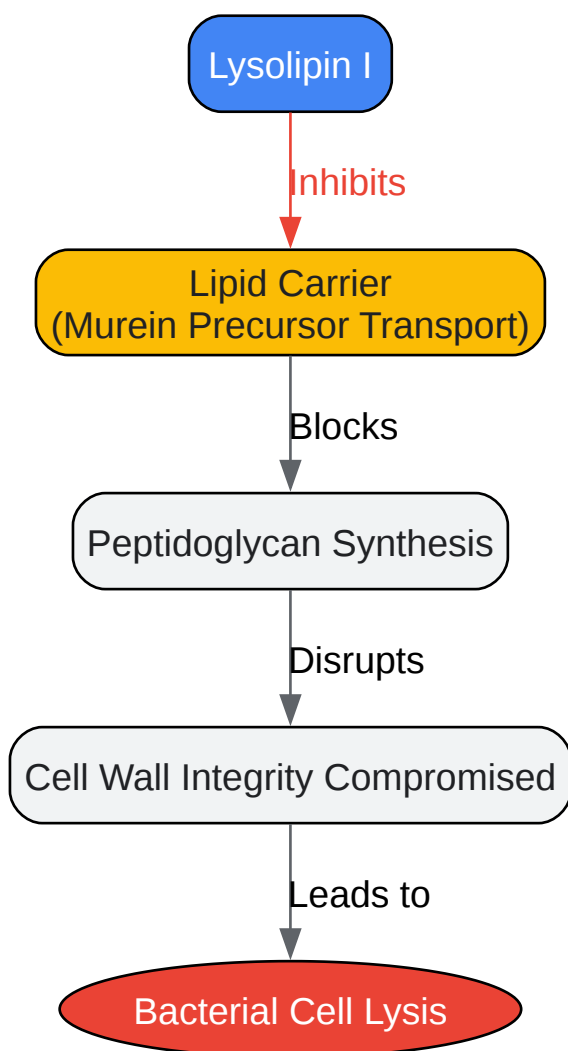 Lysolipin I
Inhibits
Lipid Carrier
(Murein Precursor Transport)
Blocks
Peptidoglycan Synthesis
Disrupts
Cell Wall Integrity Compromised
Leads to
Bacterial Cell Lysis